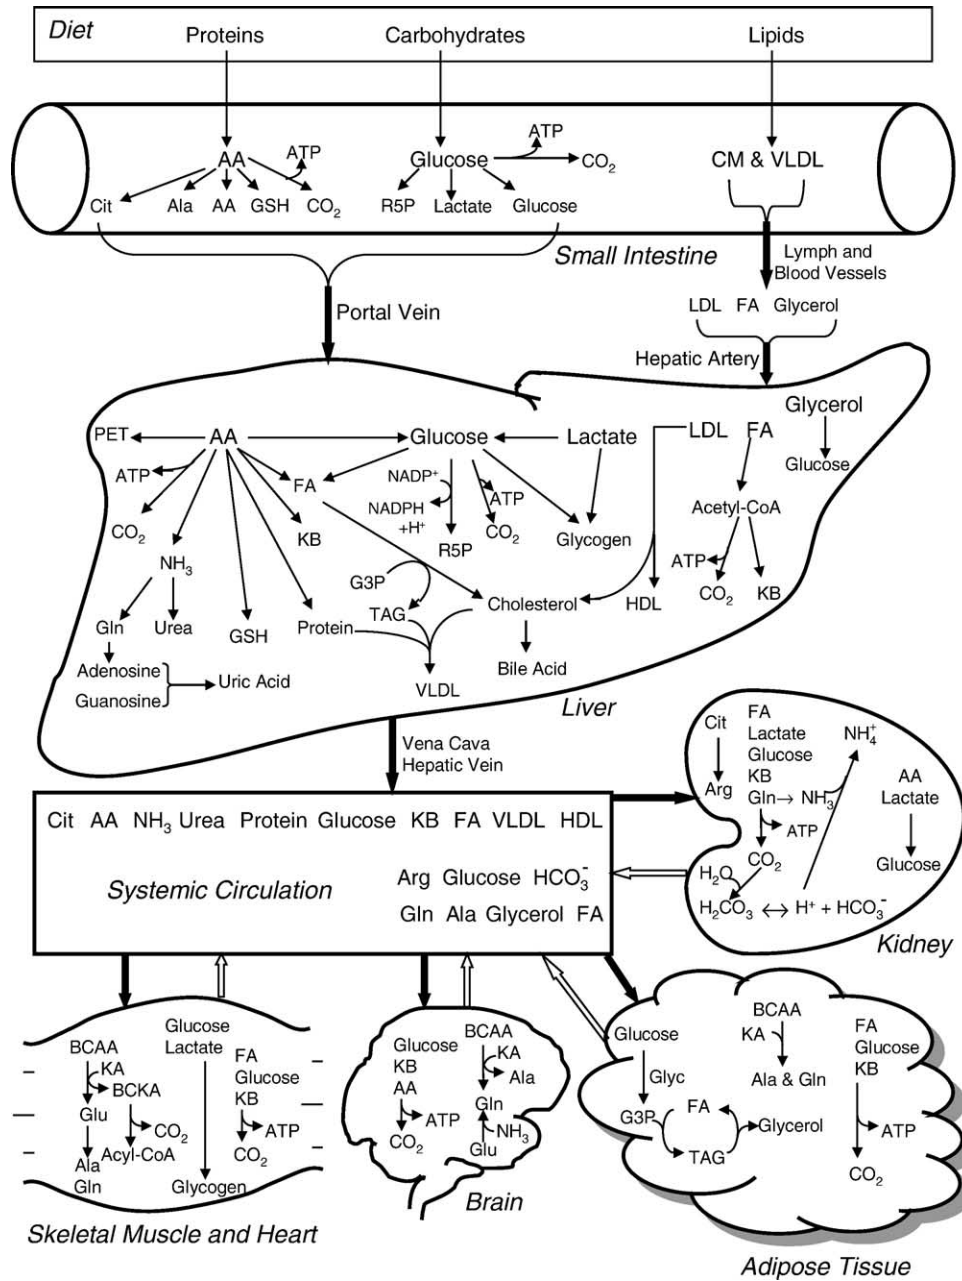 Diet
Proteins
Carbohydrates
Lipids
AA
ATP
Cit
Ala
AA
GSH
CO₂
Glucose
ATP
CO₂
R5P
Lactate
Glucose
CM & VLDL
Small Intestine
Portal Vein
Lymph and
Blood Vessels
LDL FA Glycerol
Hepatic Artery
PET
AA
Glucose
Lactate
LDL
FA
Glycerol
Glucose
ATP
CO₂
NH₃
FA
KB
NADP⁺
NADPH
+H⁺
R5P
ATP
CO₂
Glycogen
Acetyl-CoA
ATP
CO₂
KB
G3P
TAG
Cholesterol
HDL
Gln
Urea
GSH
Protein
Adenosine
Guanosine
Uric Acid
VLDL
Bile Acid
Liver
Vena Cava
Hepatic Vein
Cit AA NH₃ Urea Protein Glucose KB FA VLDL HDL
Systemic Circulation
Arg Glucose HCO₃⁻
Gln Ala Glycerol FA
Cit
Arg
FA
Lactate
Glucose
KB
Gln→ NH₃
NH₄⁺
ATP
CO₂
H₂O
H₂CO₃ ↔ H⁺ + HCO₃⁻
AA
Lactate
Glucose
Kidney
BCAA
KA
BCKA
Glu
CO₂
Acyl-CoA
Ala
Gln
Glucose
Lactate
Glycogen
FA
Glucose
KB
ATP
CO₂
Skeletal Muscle and Heart
Glucose
KB
AA
ATP
CO₂
BCAA
KA
Ala
Gln
NH₃
Glu
Brain
Glucose
Glyc
G3P
FA
TAG
Glycerol
BCAA
KA
Ala & Gln
FA
Glucose
KB
ATP
CO₂
Adipose Tissue